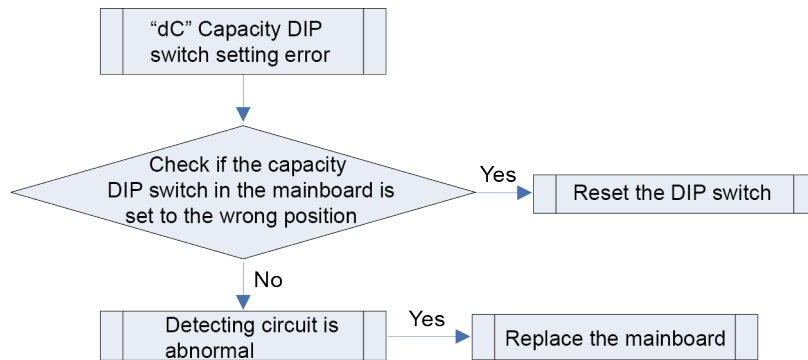 “dC” Capacity DIP
switch setting error
Check if the capacity
DIP switch in the mainboard is
set to the wrong position
Yes
Reset the DIP switch
No
Detecting circuit is
abnormal
Yes
Replace the mainboard